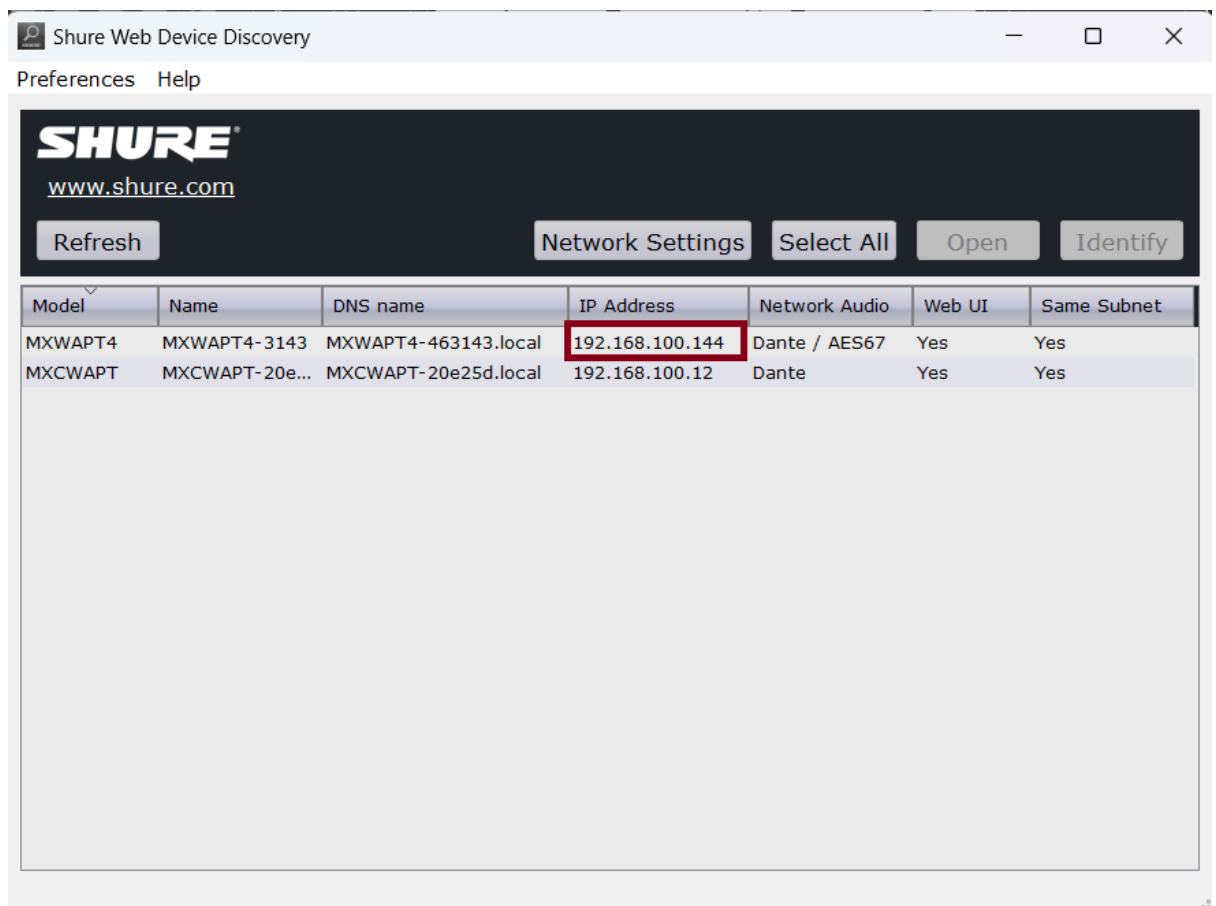 Shure Web Device Discovery
Preferences Help
SHURE
www.shure.com
Refresh Network Settings Select All Open Identify
Model Name DNS name IP Address Network Audio Web UI Same Subnet
MXWAPT4 MXWAPT4-3143 MXWAPT4-463143.local 192.168.100.144 Dante / AES67 Yes Yes
MXCWAPT MXCWAPT-20e... MXCWAPT-20e25d.local 192.168.100.12 Dante Yes Yes